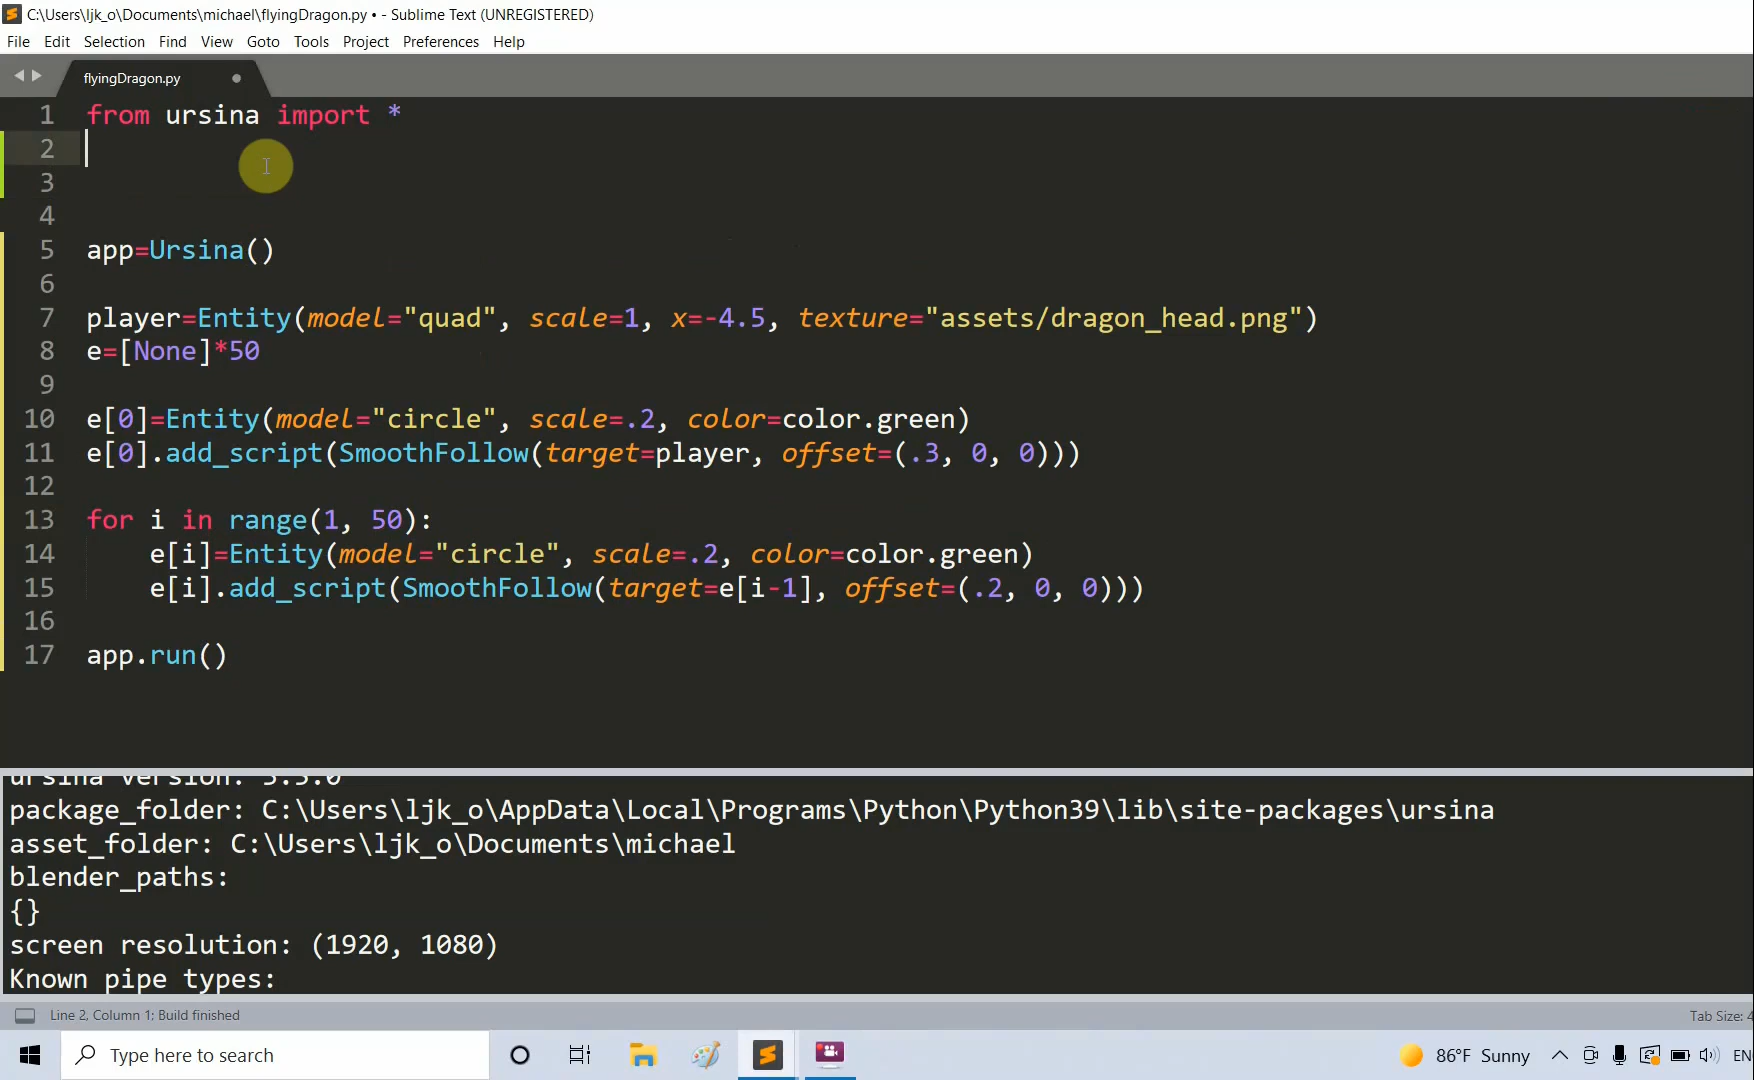 C:\Users\ljk_o\Documents\michael\flyingDragon.py • - Sublime Text (UNREGISTERED)
File Edit Selection Find View Goto Tools Project Preferences Help
flyingDragon.py
1 from ursina import *
2
3
4
5 app=Ursina()
6
7 player=Entity(model="quad", scale=1, x=-4.5, texture="assets/dragon_head.png")
8 e=[None]*50
9
10 e[0]=Entity(model="circle", scale=.2, color=color.green)
11 e[0].add_script(SmoothFollow(target=player, offset=(.3, 0, 0)))
12
13 for i in range(1, 50):
14     e[i]=Entity(model="circle", scale=.2, color=color.green)
15     e[i].add_script(SmoothFollow(target=e[i-1], offset=(.2, 0, 0)))
16
17 app.run()
ursina version:
package_folder: C:\Users\ljk_o\AppData\Local\Programs\Python\Python39\lib\site-packages\ursina
asset_folder: C:\Users\ljk_o\Documents\michael
blender_paths:
{}
screen resolution: (1920, 1080)
Known pipe types:
Line 2, Column 1; Build finished
Tab Size: 4
Type here to search
86°F Sunny
EN